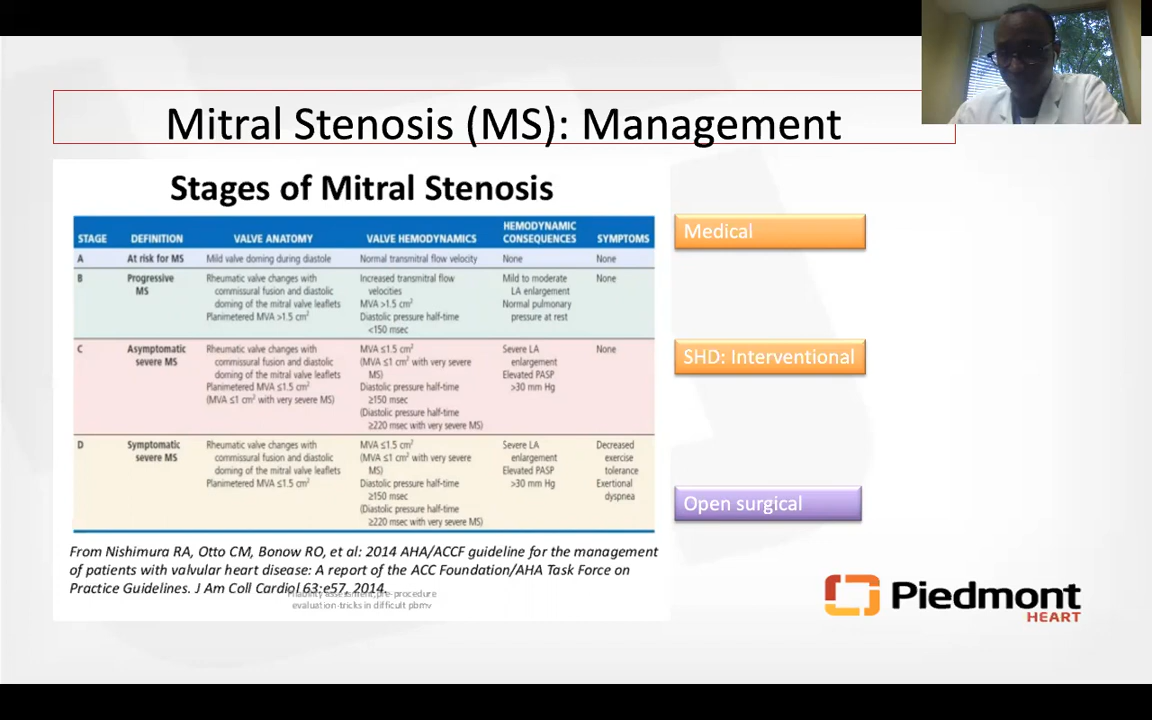 Mitral Stenosis (MS): Management
Stages of Mitral Stenosis
STAGE DEFINITION VALVE ANATOMY VALVE HEMODYNAMICS HEMODYNAMIC CONSEQUENCES SYMPTOMS
A At risk for MS Mild valve doming during diastole Normal transmitral flow velocity None None
B Progressive MS
Rheumatic valve changes with
commissural fusion and diastolic
doming of the mitral valve leaflets
Planimetered MVA >1.5 cm²
Increased transmitral flow
velocities
MVA >1.5 cm²
Diastolic pressure half-time
<150 msec
Mild to moderate
LA enlargement
Normal pulmonary
pressure at rest
None
C Asymptomatic severe MS
Rheumatic valve changes with
commissural fusion and diastolic
doming of the mitral valve leaflets
Planimetered MVA ≤1.5 cm²
(MVA ≤1 cm² with very severe MS)
MVA ≤1.5 cm²
(MVA ≤1 cm² with very severe
MS)
Diastolic pressure half-time
≥150 msec
(Diastolic pressure half-time
≥220 msec with very severe MS)
Severe LA
enlargement
Elevated PASP
>30 mm Hg
None
D Symptomatic severe MS
Rheumatic valve changes with
commissural fusion and diastolic
doming of the mitral valve leaflets
Planimetered MVA ≤1.5 cm²
MVA ≤1.5 cm²
(MVA ≤1 cm² with very severe
MS)
Diastolic pressure half-time
≥150 msec
(Diastolic pressure half-time
≥220 msec with very severe MS)
Severe LA
enlargement
Elevated PASP
>30 mm Hg
Decreased
exercise
tolerance
Exertional
dyspnea
From Nishimura RA, Otto CM, Bonow RO, et al: 2014 AHA/ACCF guideline for the management
of patients with valvular heart disease: A report of the ACC Foundation/AHA Task Force on
Practice Guidelines. J Am Coll Cardiol 63:e57, 2014.
assessment,pre-procedure
evaluation-tricks in difficult pbmv
Medical
SHD: Interventional
Open surgical
Piedmont
HEART